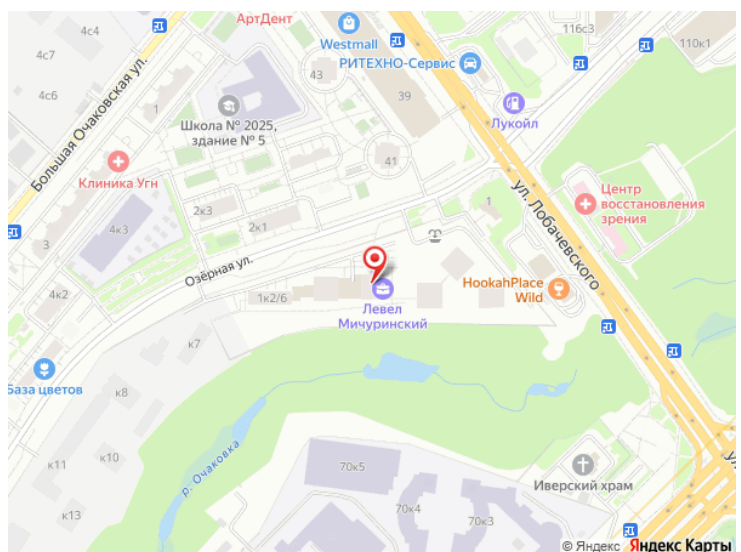 4с4
АртДент
Westmall
116с3
110к1
4с7
РИТЕХНО-Сервис
43
4с6
39
Лукойл
Большая Очаковская ул.
1
Школа № 2025,
здание № 5
41
Клиника Угн
2к3
2к1
3
4к3
1
ул. Лобачевского
Центр
восстановления
зрения
Озёрная ул.
4к2
1к2/6
Левел
Мичуринский
HookahPlace
Wild
к7
База цветов
к8
р. Очаковка
к10
к11
70к5
к13
70к4
70к3
Иверский храм
© Яндекс Яндекс Карты